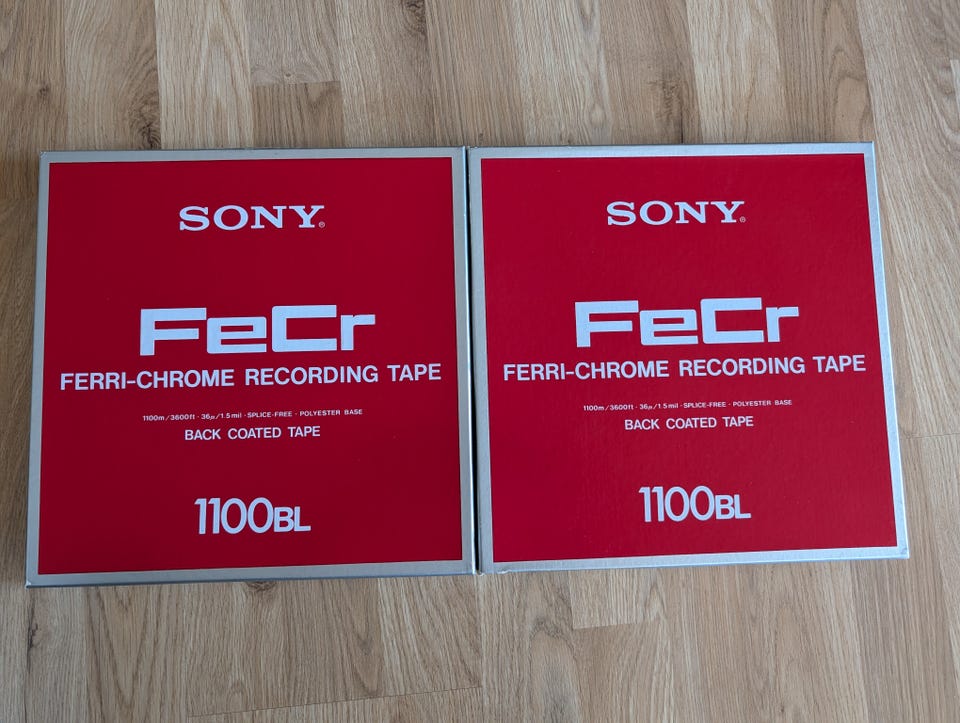 SONY®
FeCr
FERRI-CHROME RECORDING TAPE
1100m/3600ft · 36μ/1.5mil · SPLICE-FREE · POLYESTER BASE
BACK COATED TAPE
1100BL
SONY®
FeCr
FERRI-CHROME RECORDING TAPE
1100m/3600ft · 36μ/1.5mil · SPLICE-FREE · POLYESTER BASE
BACK COATED TAPE
1100BL